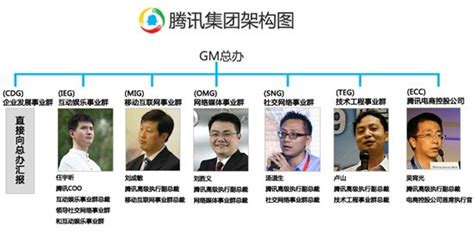 腾讯集团架构图
GM总办
(CDG)
企业发展事业群
直接向总办汇报
(IEG)
互动娱乐事业群
任宇昕
腾讯COO
互动娱乐事业群总裁
领导社交网络事业群
和互动娱乐事业群
(MIG)
移动互联网事业群
刘成敏
腾讯高级执行副总裁
移动互联网事业群总裁
(OMG)
网络媒体事业群
刘胜义
腾讯高级执行副总裁
网络媒体事业群总裁
(SNG)
社交网络事业群
汤道生
腾讯高级执行副总裁
社交网络事业群总裁
(TEG)
技术工程事业群
卢山
腾讯高级执行副总裁
技术工程事业群总裁
(ECC)
腾讯电商控股公司
吴宵光
腾讯高级执行副总裁
电商控股公司首席执行官